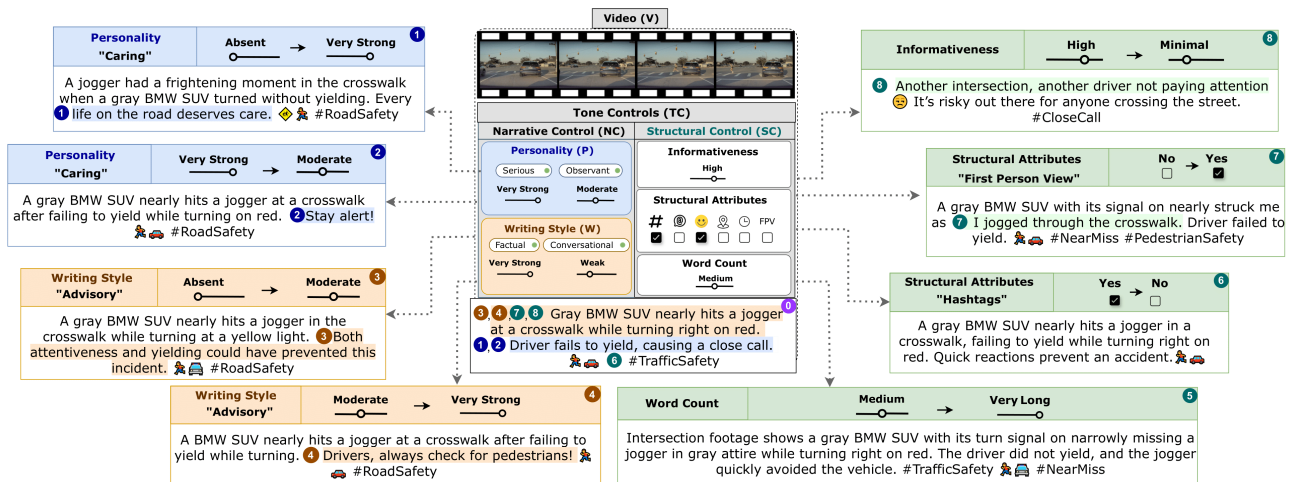 Video (V)
Personality
"Caring"
Absent → Very Strong
1
A jogger had a frightening moment in the crosswalk
when a gray BMW SUV turned without yielding. Every
1 life on the road deserves care. 🚸🏃 #RoadSafety
Personality
"Caring"
Very Strong → Moderate
2
A gray BMW SUV nearly hits a jogger at a crosswalk
after failing to yield while turning on red. 2 Stay alert!
🏃🚗 #RoadSafety
Writing Style
"Advisory"
Absent → Moderate
3
A gray BMW SUV nearly hits a jogger in the
crosswalk while turning at a yellow light. 3 Both
attentiveness and yielding could have prevented this
incident. 🏃🚘 #RoadSafety
Writing Style
"Advisory"
Moderate → Very Strong
4
A BMW SUV nearly hits a jogger at a crosswalk after failing to
yield while turning. 4 Drivers, always check for pedestrians! 🏃
🚗 #RoadSafety
Tone Controls (TC)
Narrative Control (NC)
Personality (P)
Serious Observant
Very Strong Moderate
Writing Style (W)
Factual Conversational
Very Strong Weak
Structural Control (SC)
Informativeness
High
Structural Attributes
# @ 🙂 FPV
Word Count
Medium
0
3,4,7,8 Gray BMW SUV nearly hits a jogger
at a crosswalk while turning right on red.
1,2 Driver fails to yield, causing a close call.
🏃🚗 6 #TrafficSafety
Informativeness
High → Minimal
8
8 Another intersection, another driver not paying attention
😒 It's risky out there for anyone crossing the street.
#CloseCall
Structural Attributes
"First Person View"
No → Yes
7
A gray BMW SUV with its signal on nearly struck me
as 7 I jogged through the crosswalk. Driver failed to
yield. 🏃🚗 #NearMiss #PedestrianSafety
Structural Attributes
"Hashtags"
Yes → No
6
A gray BMW SUV nearly hits a jogger in a
crosswalk, failing to yield while turning right on
red. Quick reactions prevent an accident.🏃🚗
Word Count
Medium → Very Long
5
Intersection footage shows a gray BMW SUV with its turn signal on narrowly missing a
jogger in gray attire while turning right on red. The driver did not yield, and the jogger
quickly avoided the vehicle. #TrafficSafety 🏃🚘 #NearMiss